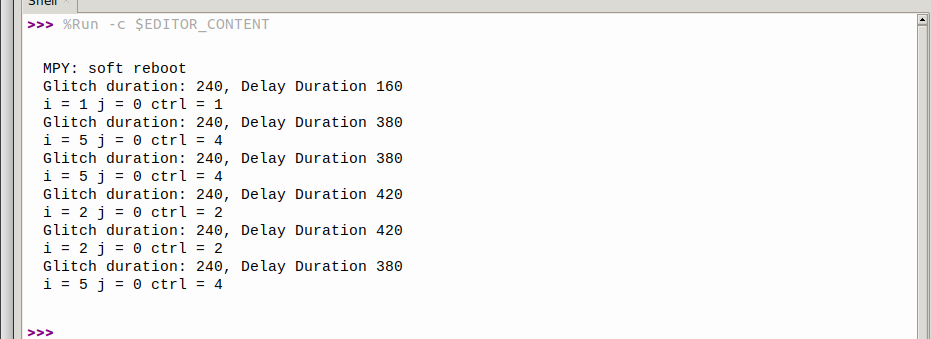 Shell
>>> %Run -c $EDITOR_CONTENT
MPY: soft reboot
Glitch duration: 240, Delay Duration 160
i = 1 j = 0 ctrl = 1
Glitch duration: 240, Delay Duration 380
i = 5 j = 0 ctrl = 4
Glitch duration: 240, Delay Duration 380
i = 5 j = 0 ctrl = 4
Glitch duration: 240, Delay Duration 420
i = 2 j = 0 ctrl = 2
Glitch duration: 240, Delay Duration 420
i = 2 j = 0 ctrl = 2
Glitch duration: 240, Delay Duration 380
i = 5 j = 0 ctrl = 4
>>>